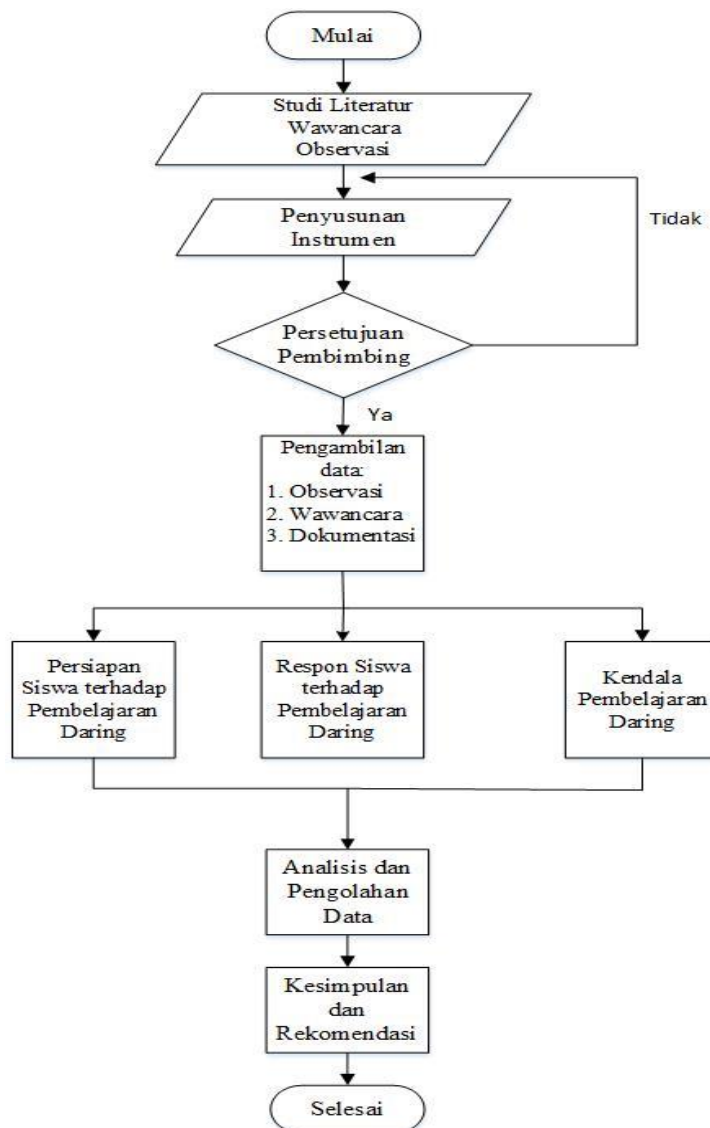 Mulai
Studi Literatur
Wawancara
Observasi
Penyusunan
Instrumen
Tidak
Persetujuan
Pembimbing
Ya
Pengambilan
data:
1. Observasi
2. Wawancara
3. Dokumentasi
Persiapan
Siswa terhadap
Pembelajaran
Daring
Respon Siswa
terhadap
Pembelajaran
Daring
Kendala
Pembelajaran
Daring
Analisis dan
Pengolahan
Data
Kesimpulan
dan
Rekomendasi
Selesai